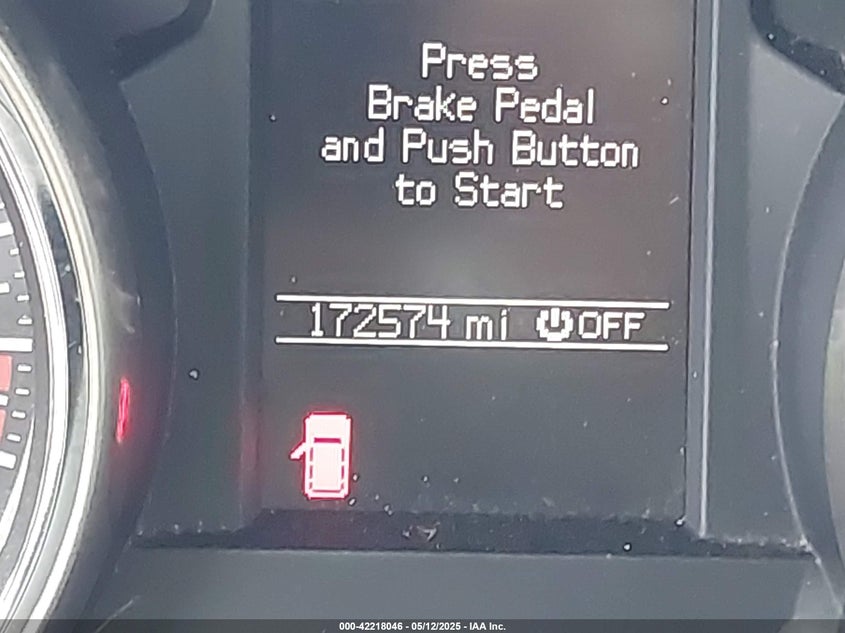 Press
Brake Pedal
and Push Button
to Start
172574 mi OFF
000-42218046 - 05/12/2025 - IAA Inc.